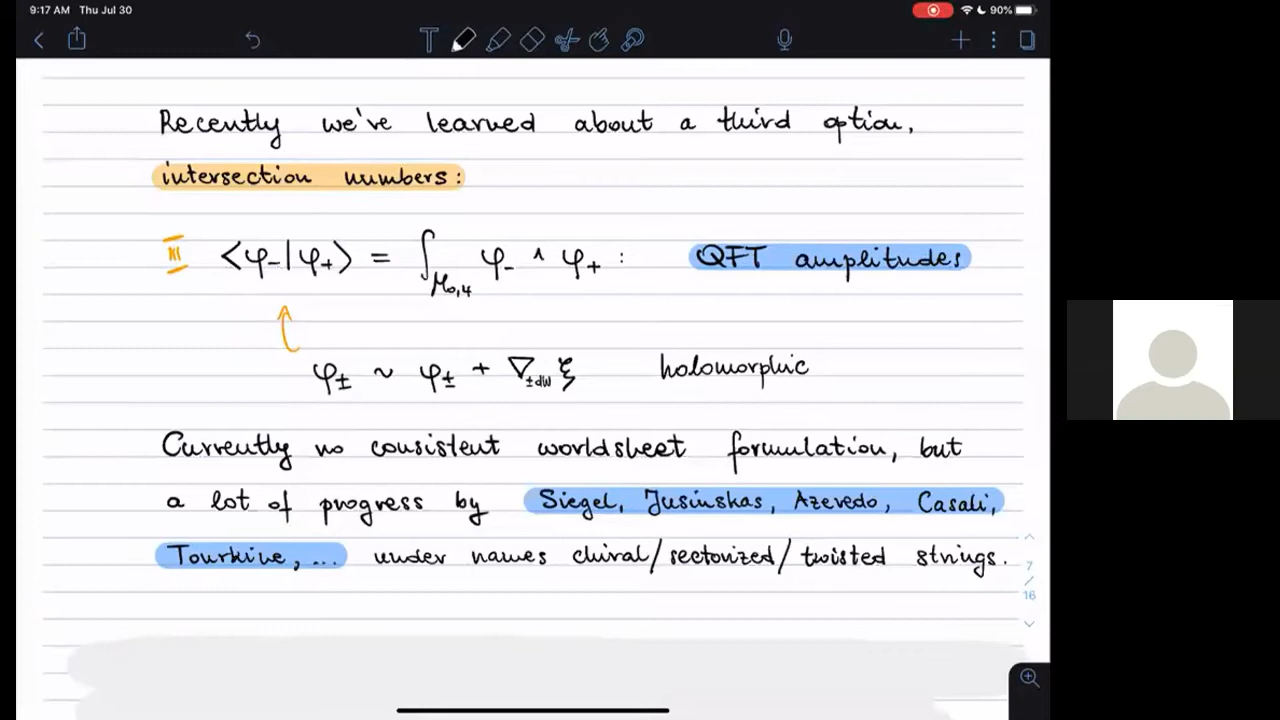 9:17 AM Thu Jul 30
90%
Recently we've learned about a third option,
intersection numbers:
III ⟨φ₋|φ₊⟩ = ∫_{M₀,₄} φ₋ ∧ φ₊ : QFT amplitudes
φ± ~ φ± + ∇_{±dW} ξ holomorphic
Currently no consistent worldsheet formulation, but
a lot of progress by Siegel, Jusinskas, Azevedo, Casali,
Tourkine, ... under names chiral/sectorized/twisted strings.
7
/
16